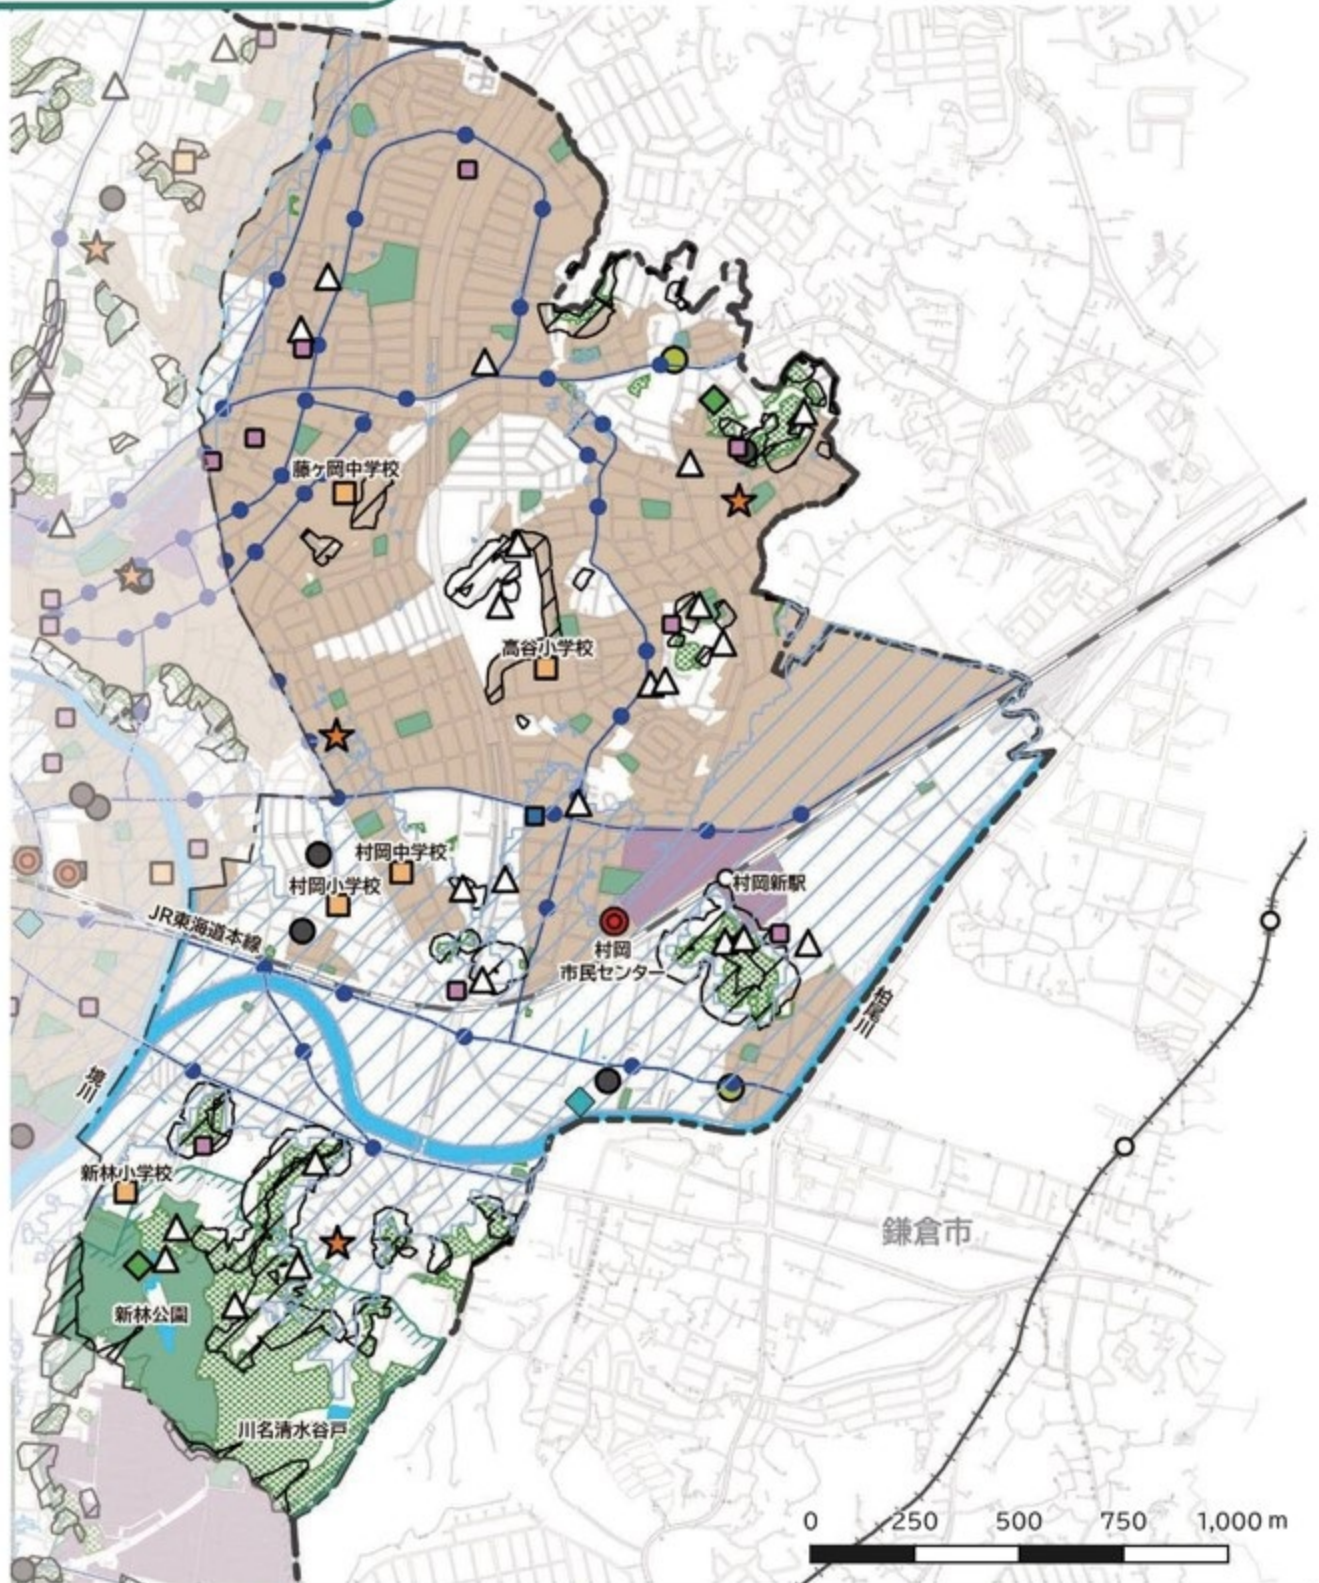 藤ヶ岡中学校
高谷小学校
村岡中学校
村岡小学校
村岡新駅
JR東海道本線
村岡
市民センター
柏尾川
境川
新林小学校
鎌倉市
新林公園
川名清水谷戸
0 250 500 750 1,000 m